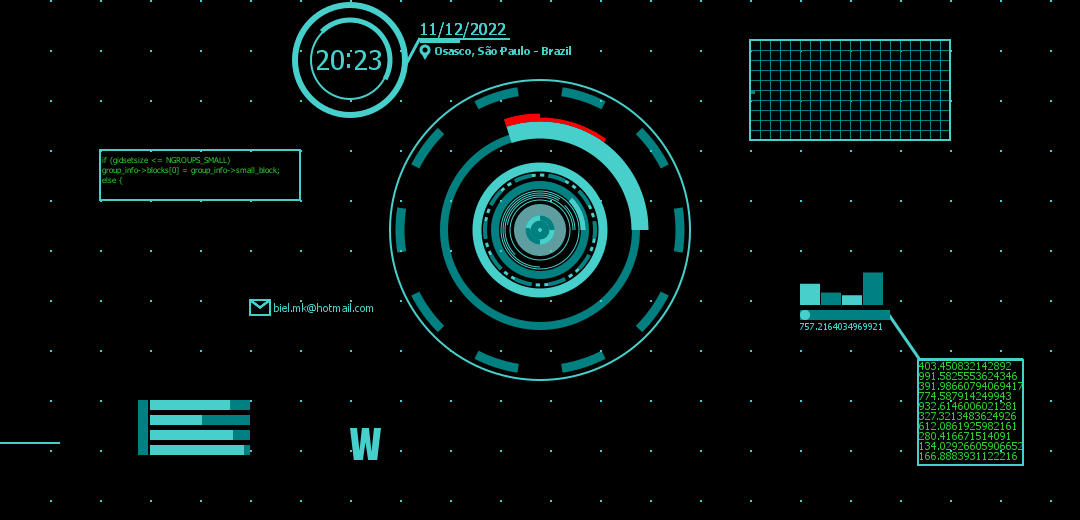 11/12/2022
20:23
Osasco, São Paulo - Brazil
if (gidsetsize <= NGROUPS_SMALL)
group_info->blocks[0] = group_info->small_block;
else {
biel.mk@hotmail.com
757.2164034969921
403.450832142892
991.5825553624346
391.98660794069417
774.587914249943
932.6146006021281
327.3213483624926
612.0861925982161
280.416671514091
134.02926605906652
166.8883931122216
W